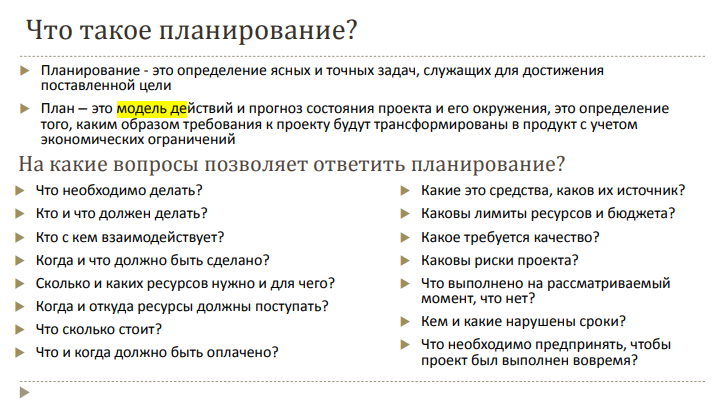 Что такое планирование?
Планирование - это определение ясных и точных задач, служащих для достижения
поставленной цели
План – это модель действий и прогноз состояния проекта и его окружения, это определение
того, каким образом требования к проекту будут трансформированы в продукт с учетом
экономических ограничений
На какие вопросы позволяет ответить планирование?
Что необходимо делать?
Кто и что должен делать?
Кто с кем взаимодействует?
Когда и что должно быть сделано?
Сколько и каких ресурсов нужно и для чего?
Когда и откуда ресурсы должны поступать?
Что сколько стоит?
Что и когда должно быть оплачено?
Какие это средства, каков их источник?
Каковы лимиты ресурсов и бюджета?
Какое требуется качество?
Каковы риски проекта?
Что выполнено на рассматриваемый
момент, что нет?
Кем и какие нарушены сроки?
Что необходимо предпринять, чтобы
проект был выполнен вовремя?